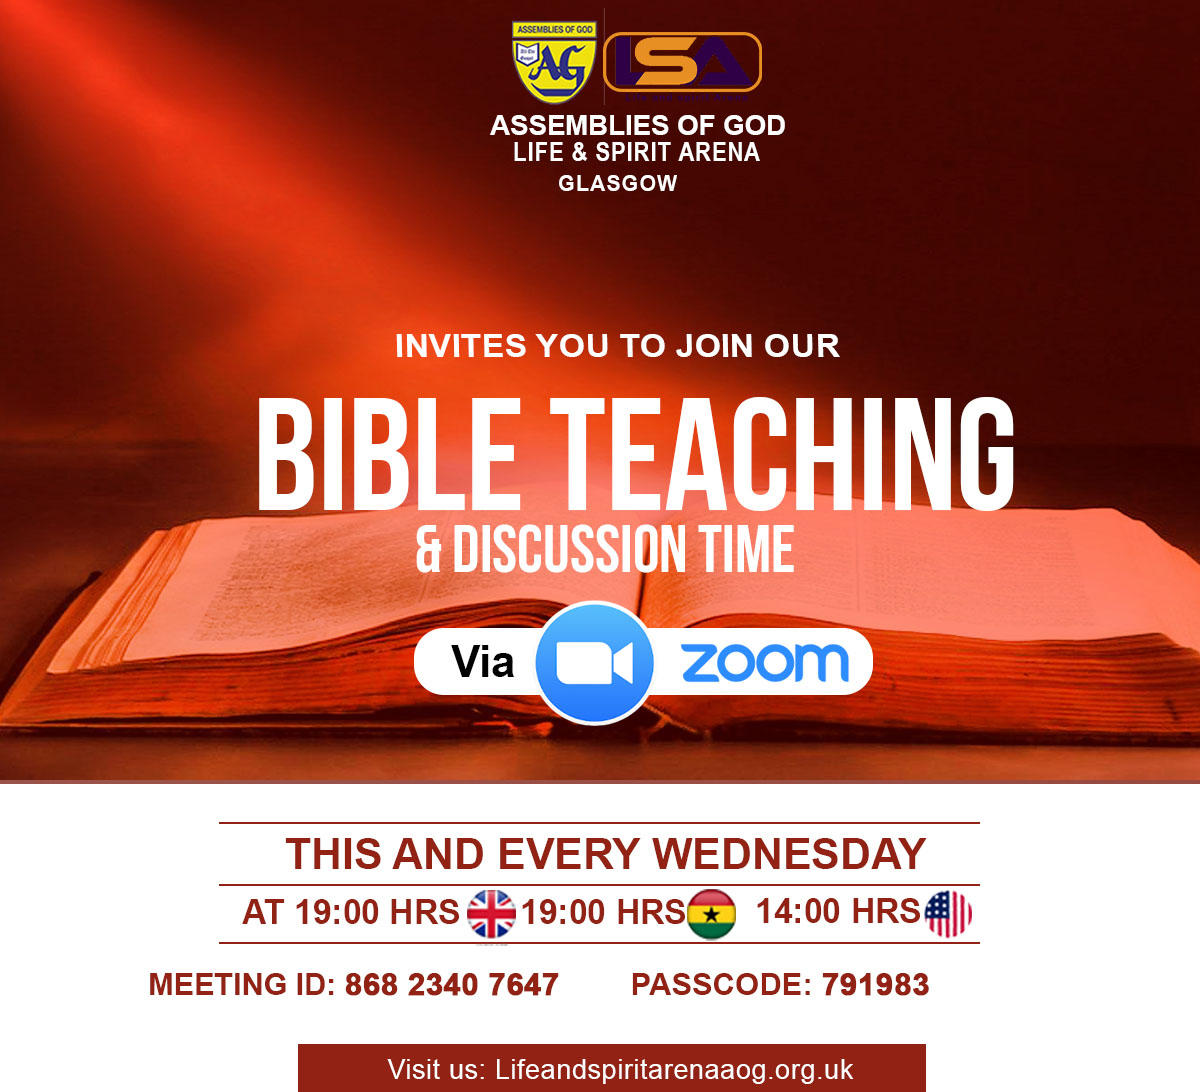 ASSEMBLIES OF GOD
AG
LSA
ASSEMBLIES OF GOD
LIFE & SPIRIT ARENA
GLASGOW
INVITES YOU TO JOIN OUR
BIBLE TEACHING
& DISCUSSION TIME
Via zoom
THIS AND EVERY WEDNESDAY
AT 19:00 HRS 19:00 HRS 14:00 HRS
MEETING ID: 868 2340 7647 PASSCODE: 791983
Visit us: Lifeandspiritarenaaog.org.uk